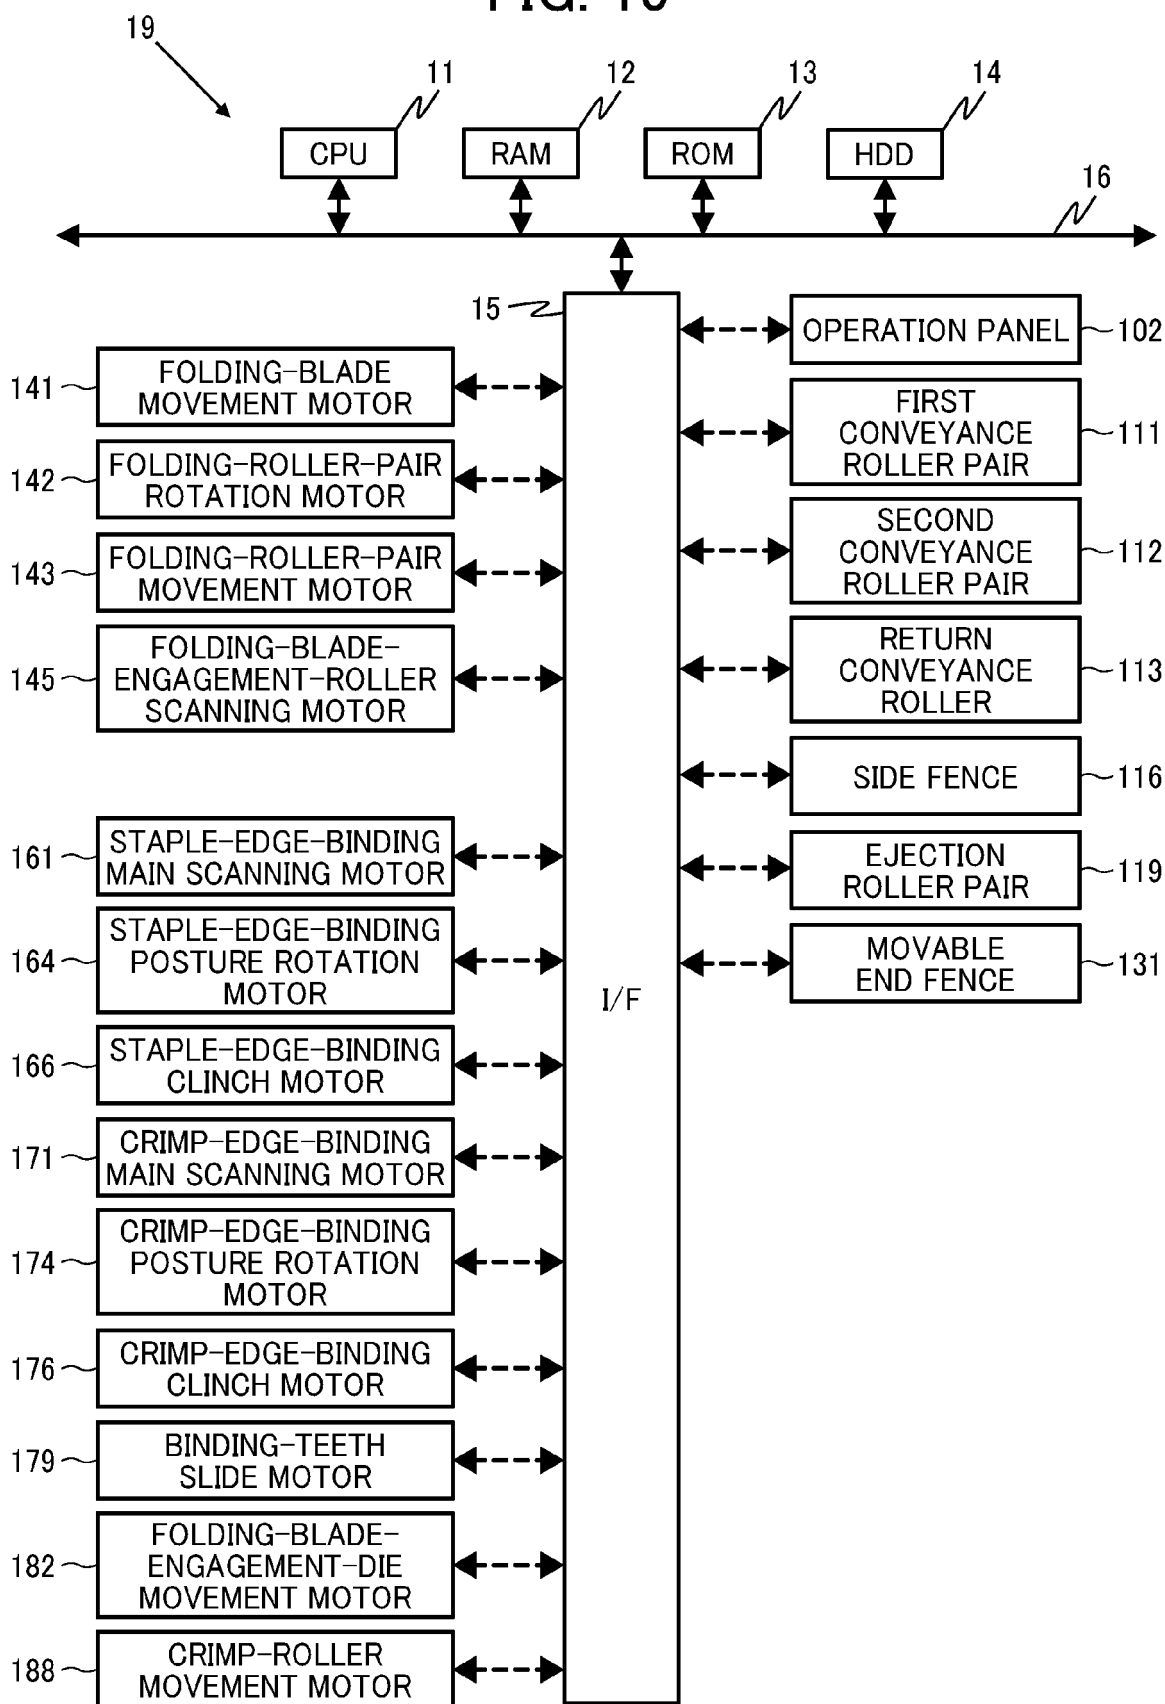 19
11
12
13
14
CPU
RAM
ROM
HDD
16
15
I/F
141
FOLDING-BLADE
MOVEMENT MOTOR
142
FOLDING-ROLLER-PAIR
ROTATION MOTOR
143
FOLDING-ROLLER-PAIR
MOVEMENT MOTOR
145
FOLDING-BLADE-
ENGAGEMENT-ROLLER
SCANNING MOTOR
161
STAPLE-EDGE-BINDING
MAIN SCANNING MOTOR
164
STAPLE-EDGE-BINDING
POSTURE ROTATION
MOTOR
166
STAPLE-EDGE-BINDING
CLINCH MOTOR
171
CRIMP-EDGE-BINDING
MAIN SCANNING MOTOR
174
CRIMP-EDGE-BINDING
POSTURE ROTATION
MOTOR
176
CRIMP-EDGE-BINDING
CLINCH MOTOR
179
BINDING-TEETH
SLIDE MOTOR
182
FOLDING-BLADE-
ENGAGEMENT-DIE
MOVEMENT MOTOR
188
CRIMP-ROLLER
MOVEMENT MOTOR
OPERATION PANEL
102
FIRST
CONVEYANCE
ROLLER PAIR
111
SECOND
CONVEYANCE
ROLLER PAIR
112
RETURN
CONVEYANCE
ROLLER
113
SIDE FENCE
116
EJECTION
ROLLER PAIR
119
MOVABLE
END FENCE
131